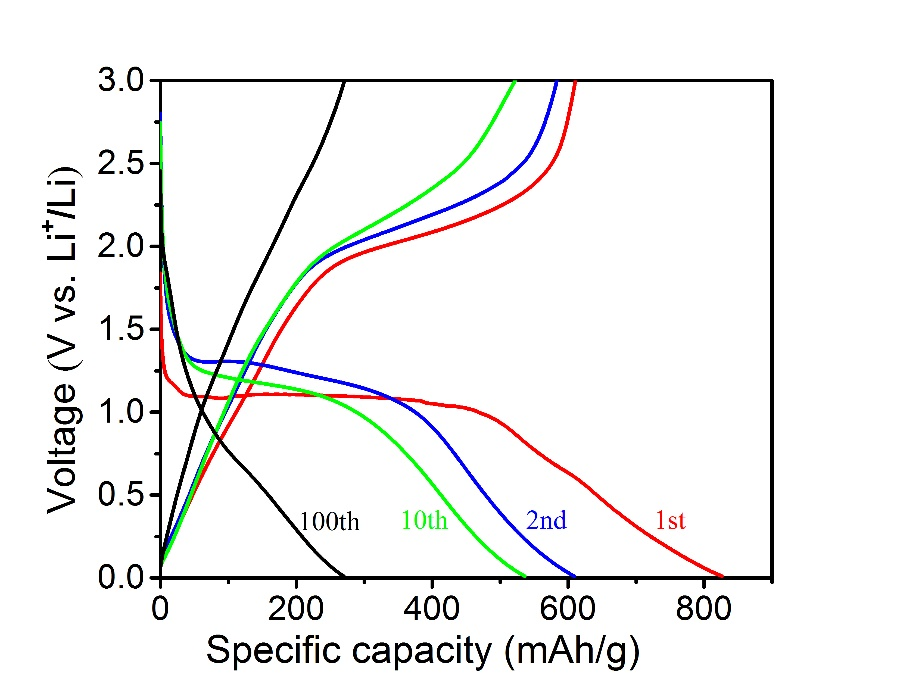 3.0
2.5
2.0
1.5
1.0
0.5
0.0
Voltage (V vs. Li⁺/Li)
100th
10th
2nd
1st
0 200 400 600 800
Specific capacity (mAh/g)